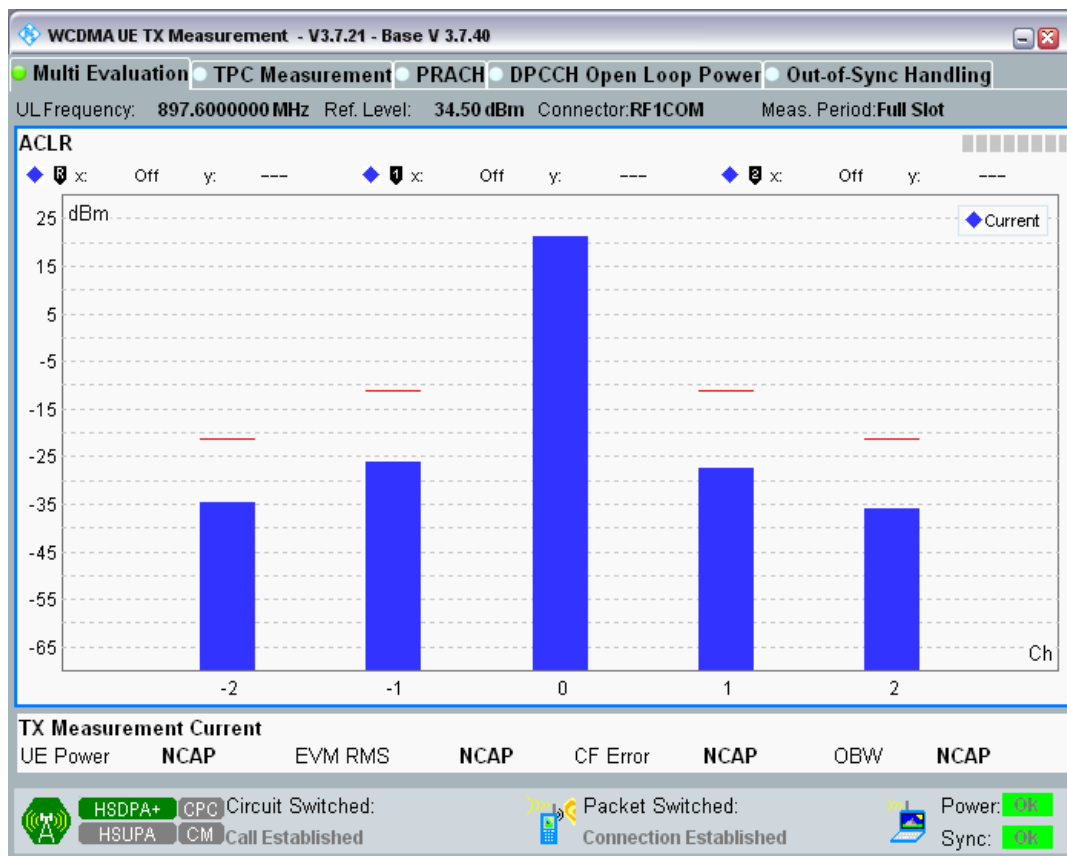 WCDMA UE TX Measurement - V3.7.21 - Base V 3.7.40
Multi Evaluation TPC Measurement PRACH DPCCH Open Loop Power Out-of-Sync Handling
UL Frequency: 897.6000000 MHz Ref. Level: 34.50 dBm Connector:RF1COM Meas. Period:Full Slot
ACLR
R x: Off y: --- 1 x: Off y: --- 2 x: Off y: ---
dBm
Current
25
15
5
-5
-15
-25
-35
-45
-55
-65
Ch
-2 -1 0 1 2
TX Measurement Current
UE Power NCAP EVM RMS NCAP CF Error NCAP OBW NCAP
HSDPA+ CPC Circuit Switched: Packet Switched: Power: Ok
HSUPA CM Call Established Connection Established Sync: Ok